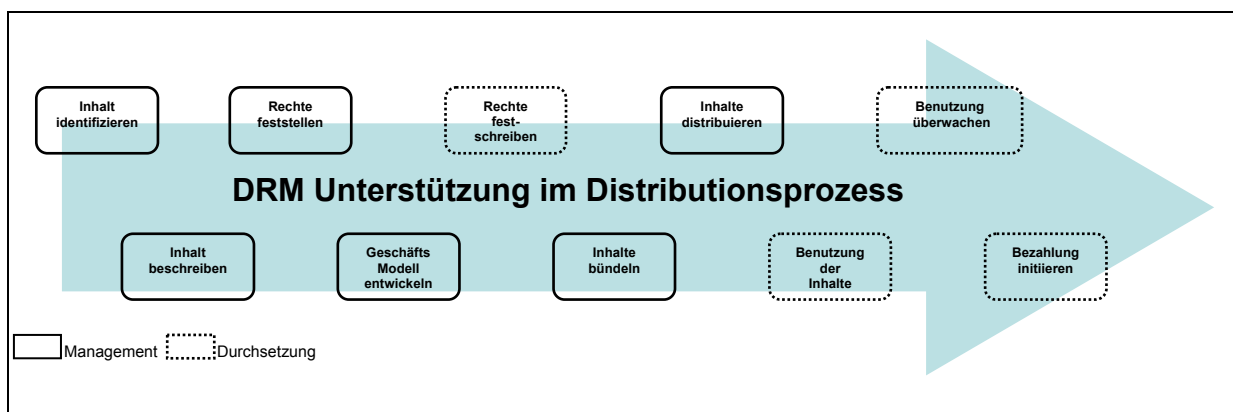 Inhalt
identifizieren
Rechte
feststellen
Rechte
fest-
schreiben
Inhalte
distribuieren
Benutzung
überwachen
DRM Unterstützung im Distributionsprozess
Inhalt
beschreiben
Geschäfts
Modell
entwickeln
Inhalte
bündeln
Benutzung
der
Inhalte
Bezahlung
initiieren
Management
Durchsetzung